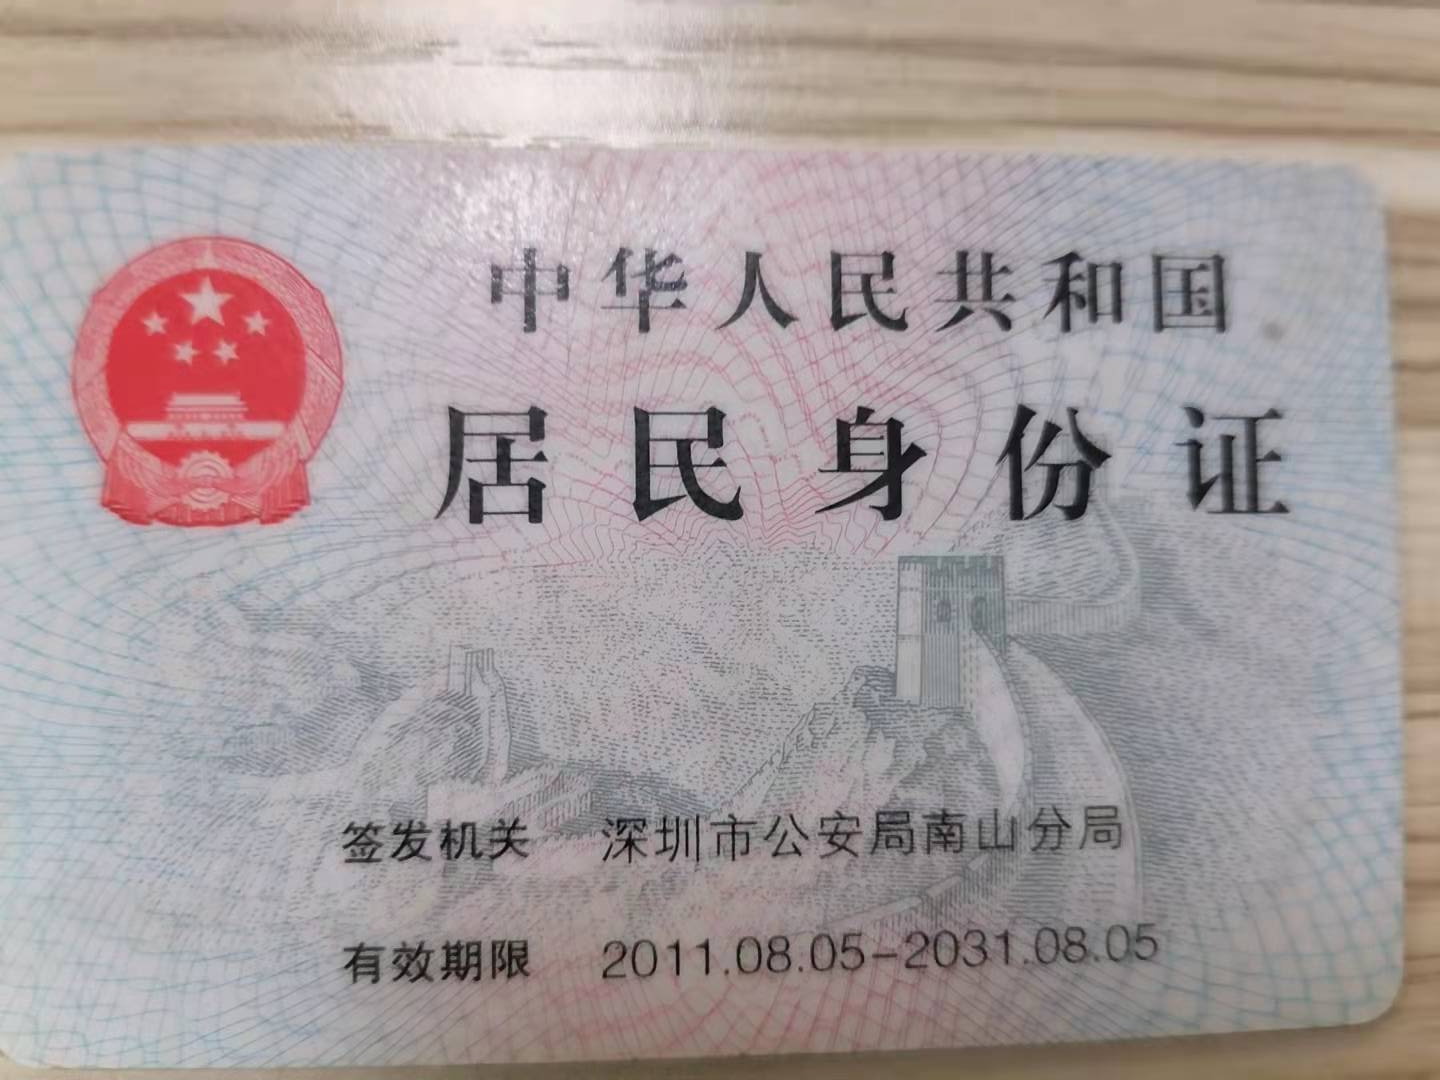 中华人民共和国
居民身份证
签发机关 深圳市公安局南山分局
有效期限 2011.08.05-2031.08.05